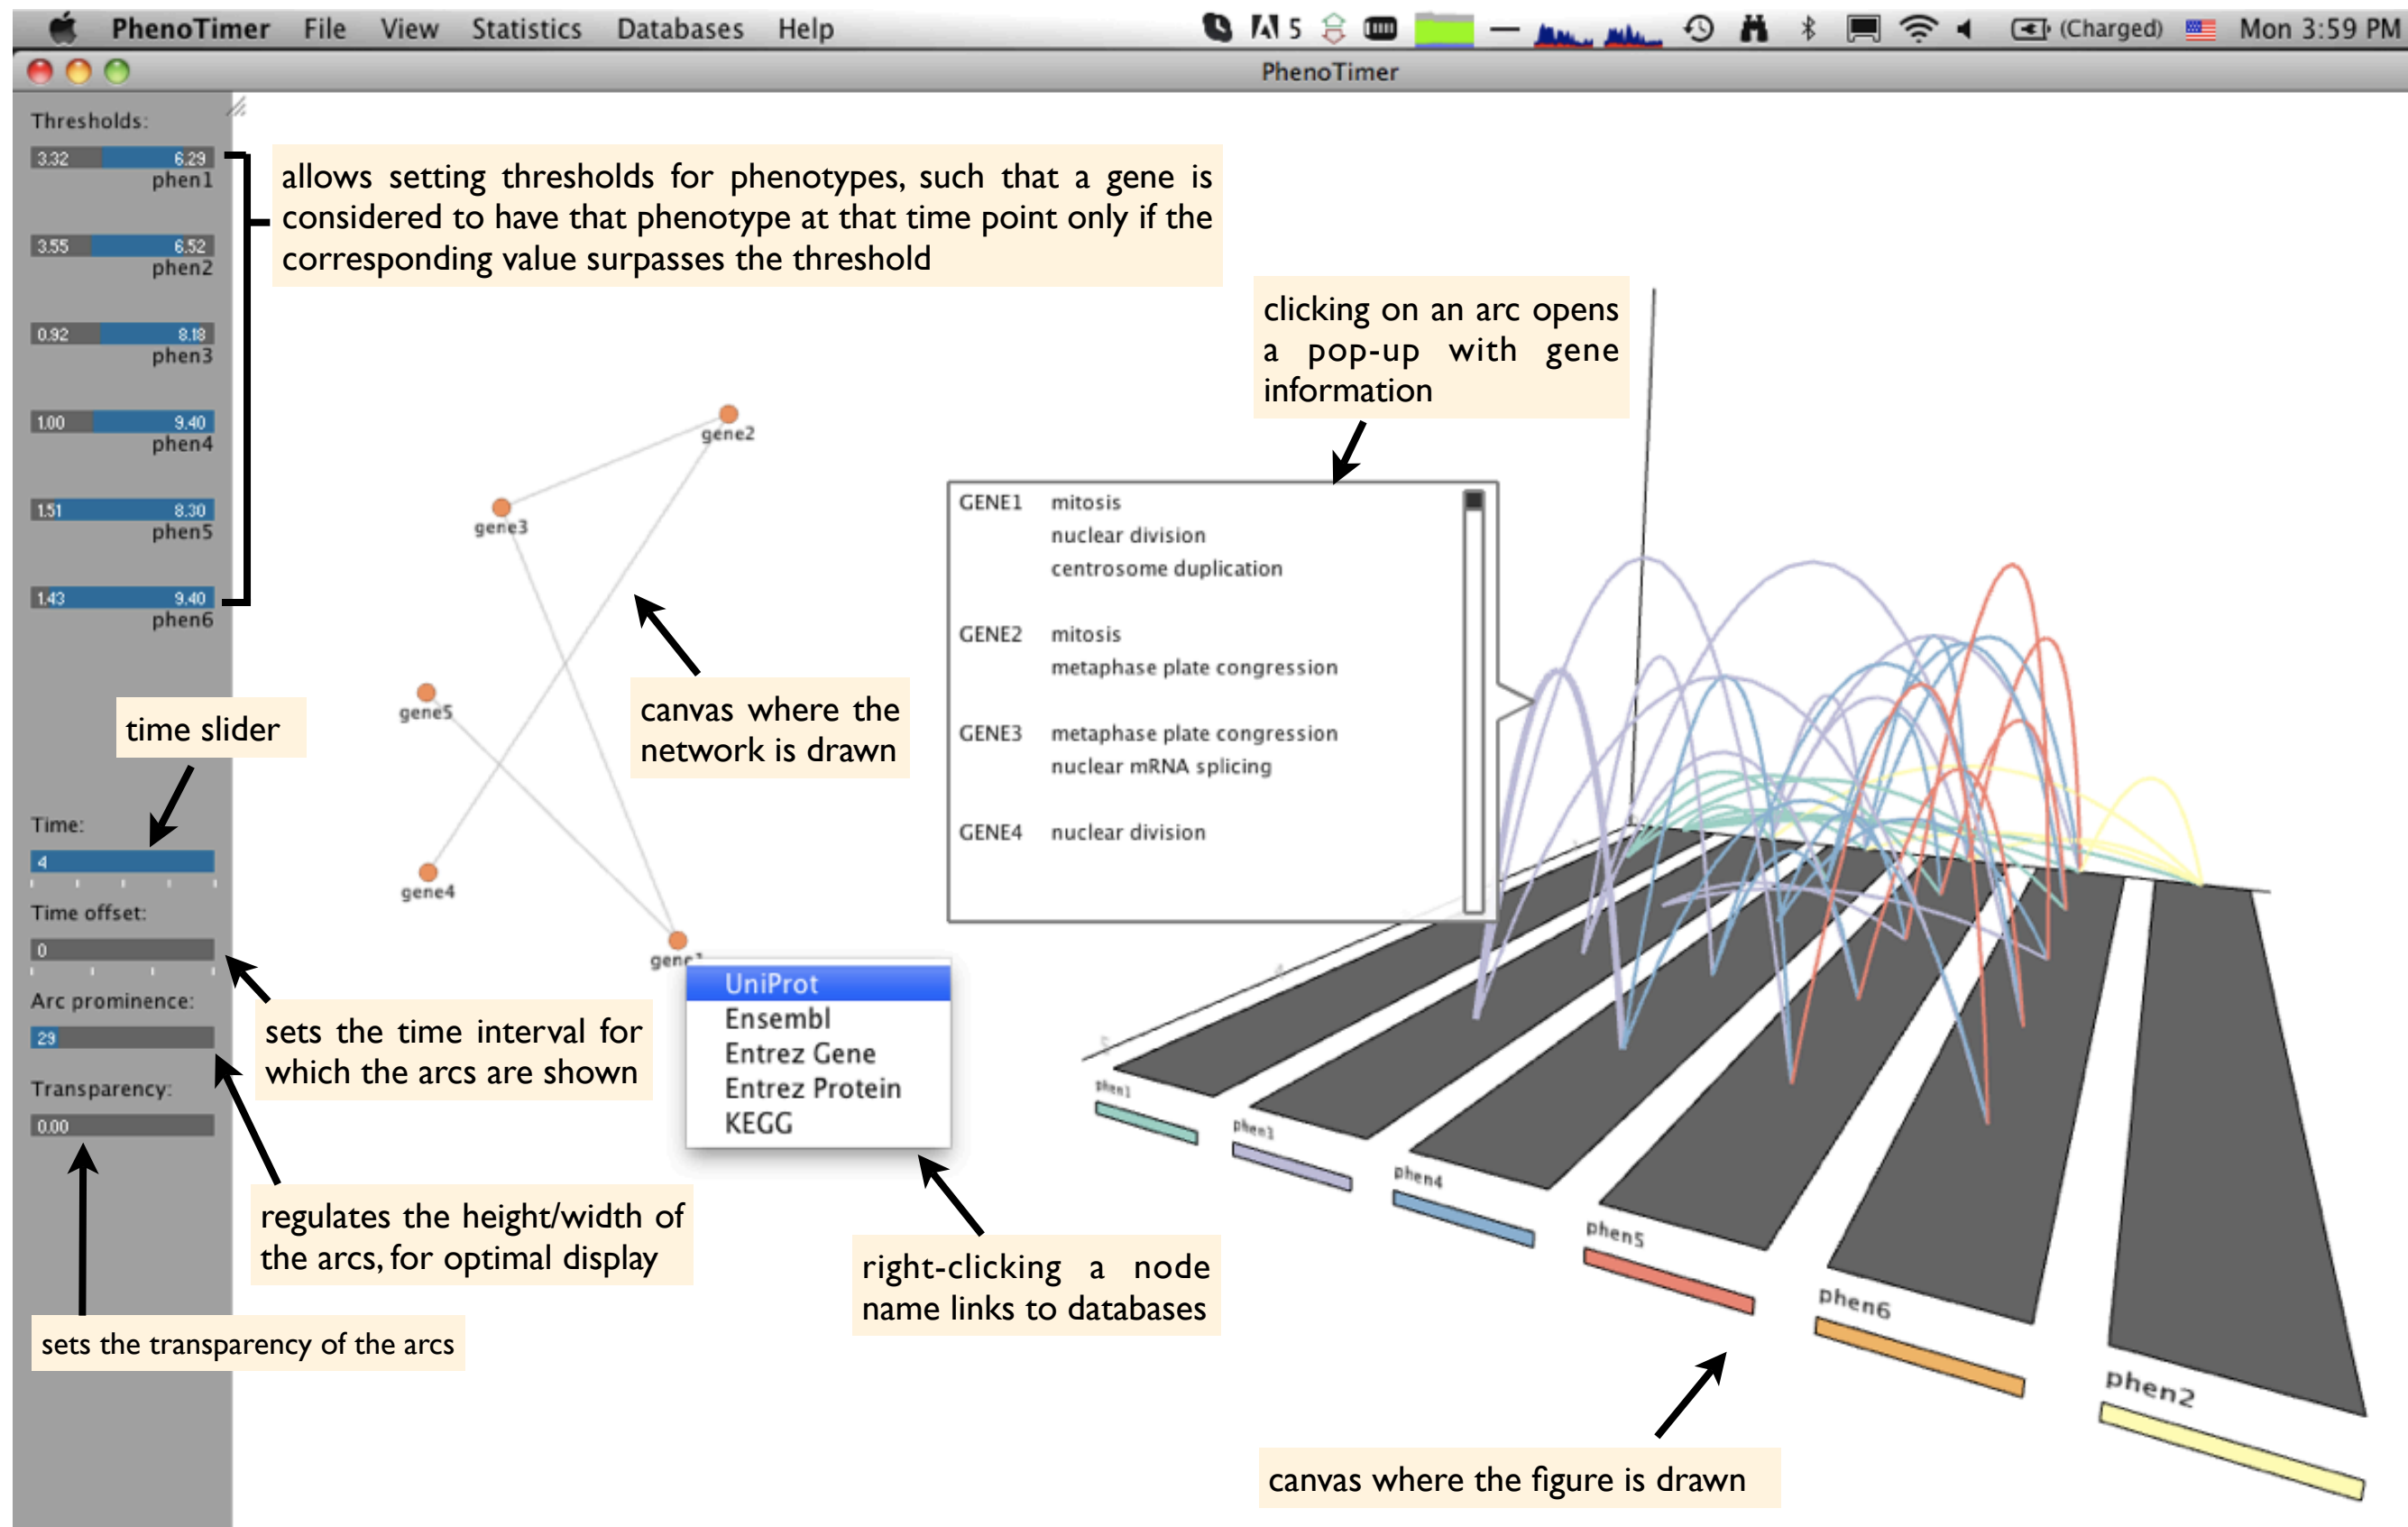 PhenoTimer File View Statistics Databases Help
5
(Charged) Mon 3:59 PM
PhenoTimer
Thresholds:
3.32 6.29
phen1
3.55 6.52
phen2
0.92 8.18
phen3
1.00 9.40
phen4
1.51 8.30
phen5
1.43 9.40
phen6
allows setting thresholds for phenotypes, such that a gene is
considered to have that phenotype at that time point only if the
corresponding value surpasses the threshold
clicking on an arc opens
a pop-up with gene
information
gene2
gene3
gene5
gene4
canvas where the
network is drawn
GENE1 mitosis
nuclear division
centrosome duplication
GENE2 mitosis
metaphase plate congression
GENE3 metaphase plate congression
nuclear mRNA splicing
GENE4 nuclear division
time slider
Time:
4
Time offset:
0
Arc prominence:
29
Transparency:
0.00
sets the time interval for
which the arcs are shown
regulates the height/width of
the arcs, for optimal display
sets the transparency of the arcs
UniProt
Ensembl
Entrez Gene
Entrez Protein
KEGG
right-clicking a node
name links to databases
4
5
phen1
phen3
phen4
phen5
phen6
phen2
canvas where the figure is drawn